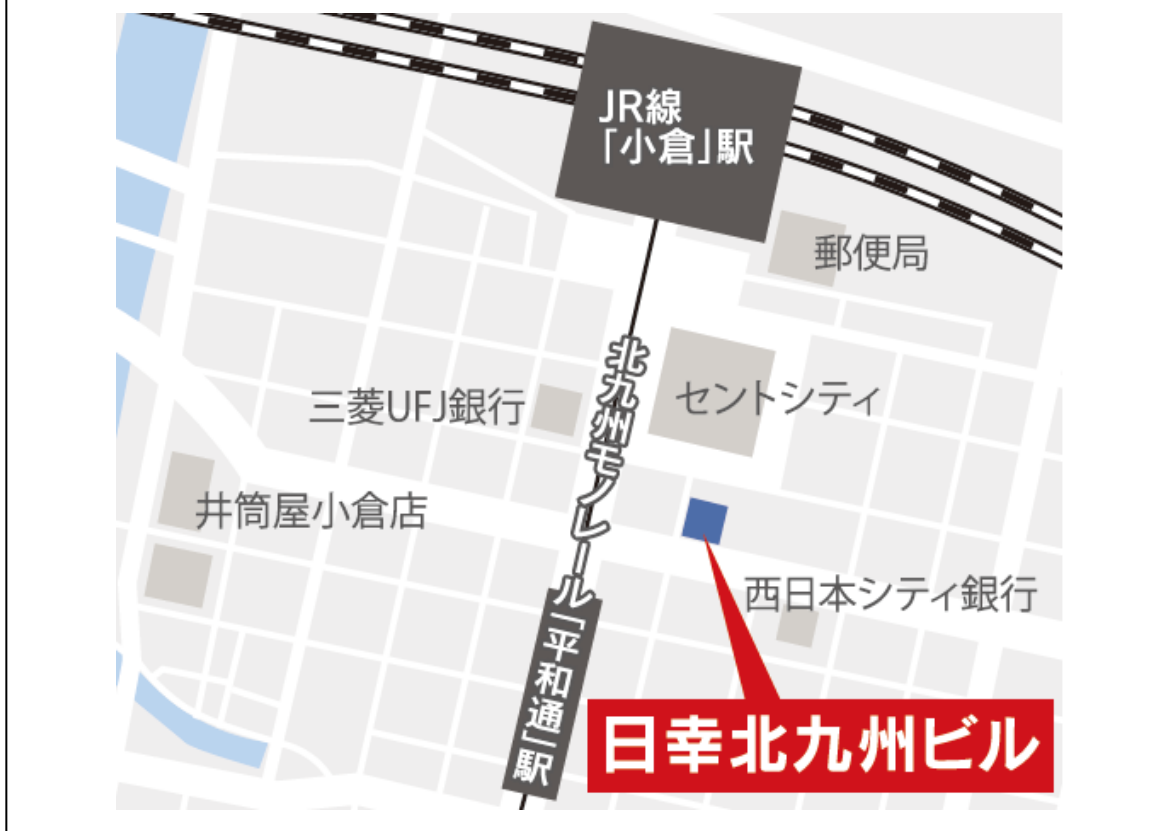 JR線
「小倉」駅
郵便局
北九州モノレール「平和通」駅
セントシティ
三菱UFJ銀行
井筒屋小倉店
西日本シティ銀行
日幸北九州ビル